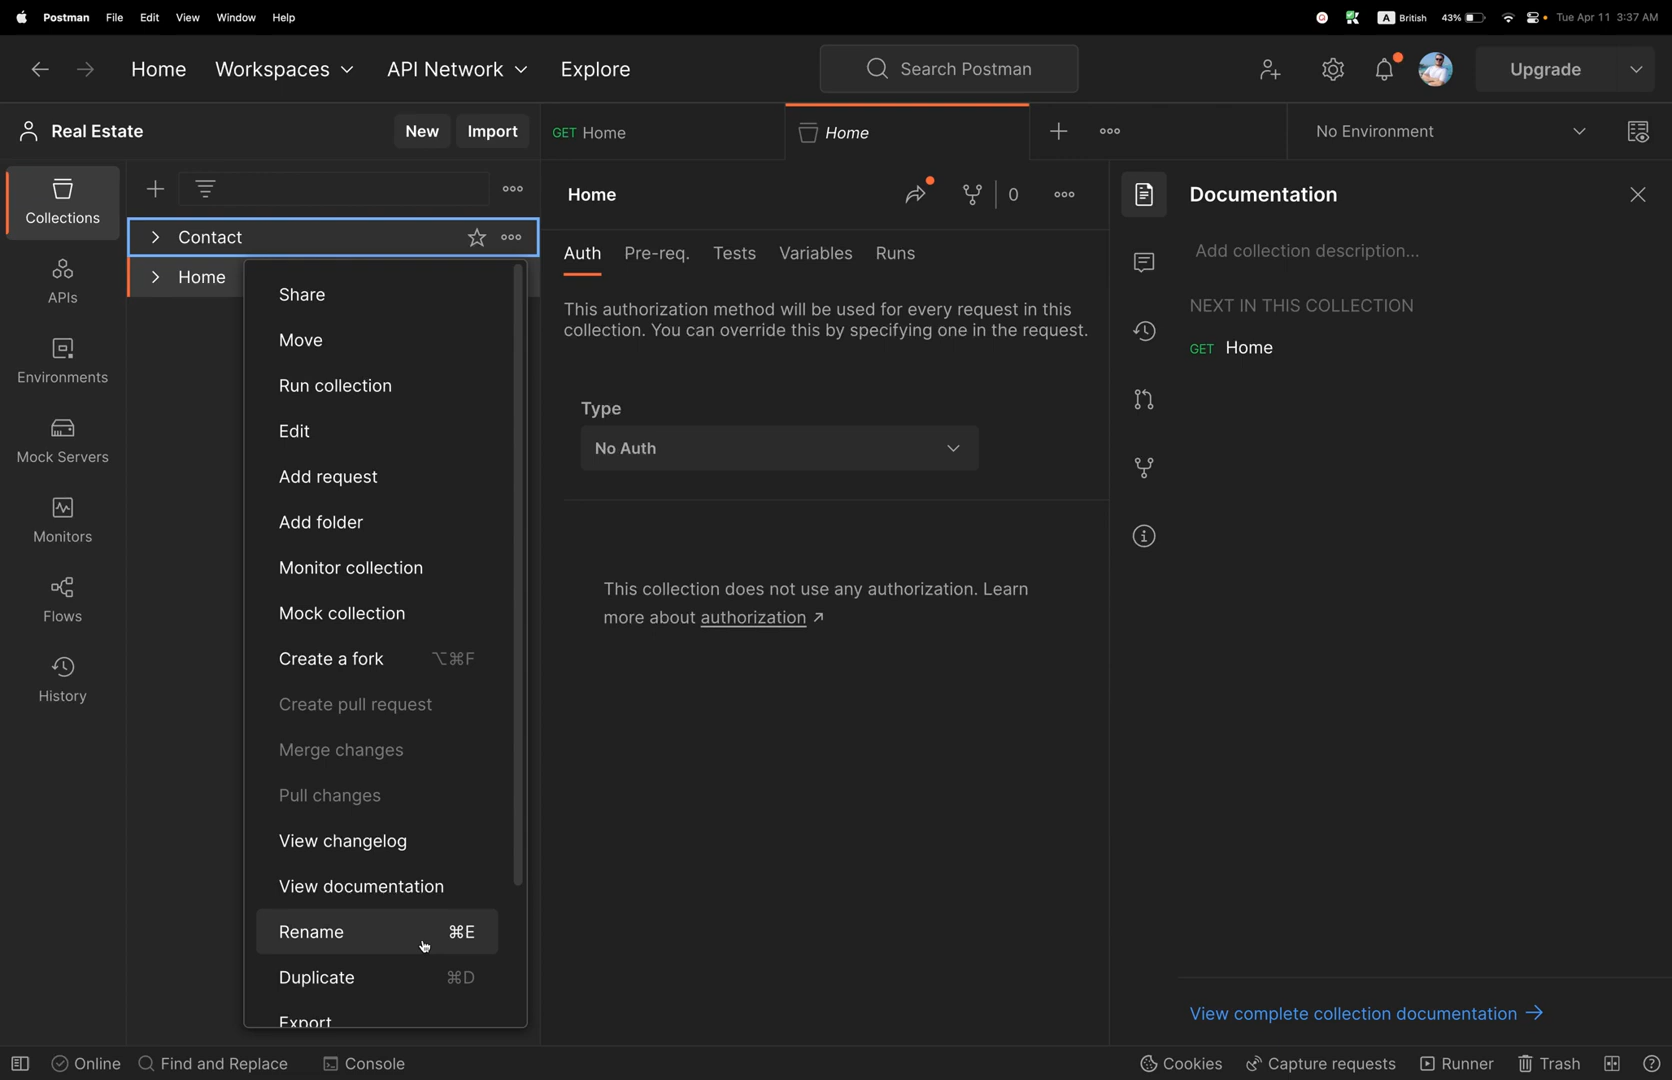 Postman File Edit View Window Help
A British 43% Tue Apr 11 3:37 AM
Home Workspaces API Network Explore
Search Postman
Upgrade
Real Estate
New Import
GET Home
Home
No Environment
Collections
APIs
Environments
Mock Servers
Monitors
Flows
History
Contact
Home
Share
Move
Run collection
Edit
Add request
Add folder
Monitor collection
Mock collection
Create a fork ⌥⌘F
Create pull request
Merge changes
Pull changes
View changelog
View documentation
Rename ⌘E
Duplicate ⌘D
Export
Home
0
Auth Pre-req. Tests Variables Runs
This authorization method will be used for every request in this
collection. You can override this by specifying one in the request.
Type
No Auth
This collection does not use any authorization. Learn
more about authorization ↗
Documentation
Add collection description...
NEXT IN THIS COLLECTION
GET Home
View complete collection documentation →
Online Find and Replace Console
Cookies Capture requests Runner Trash